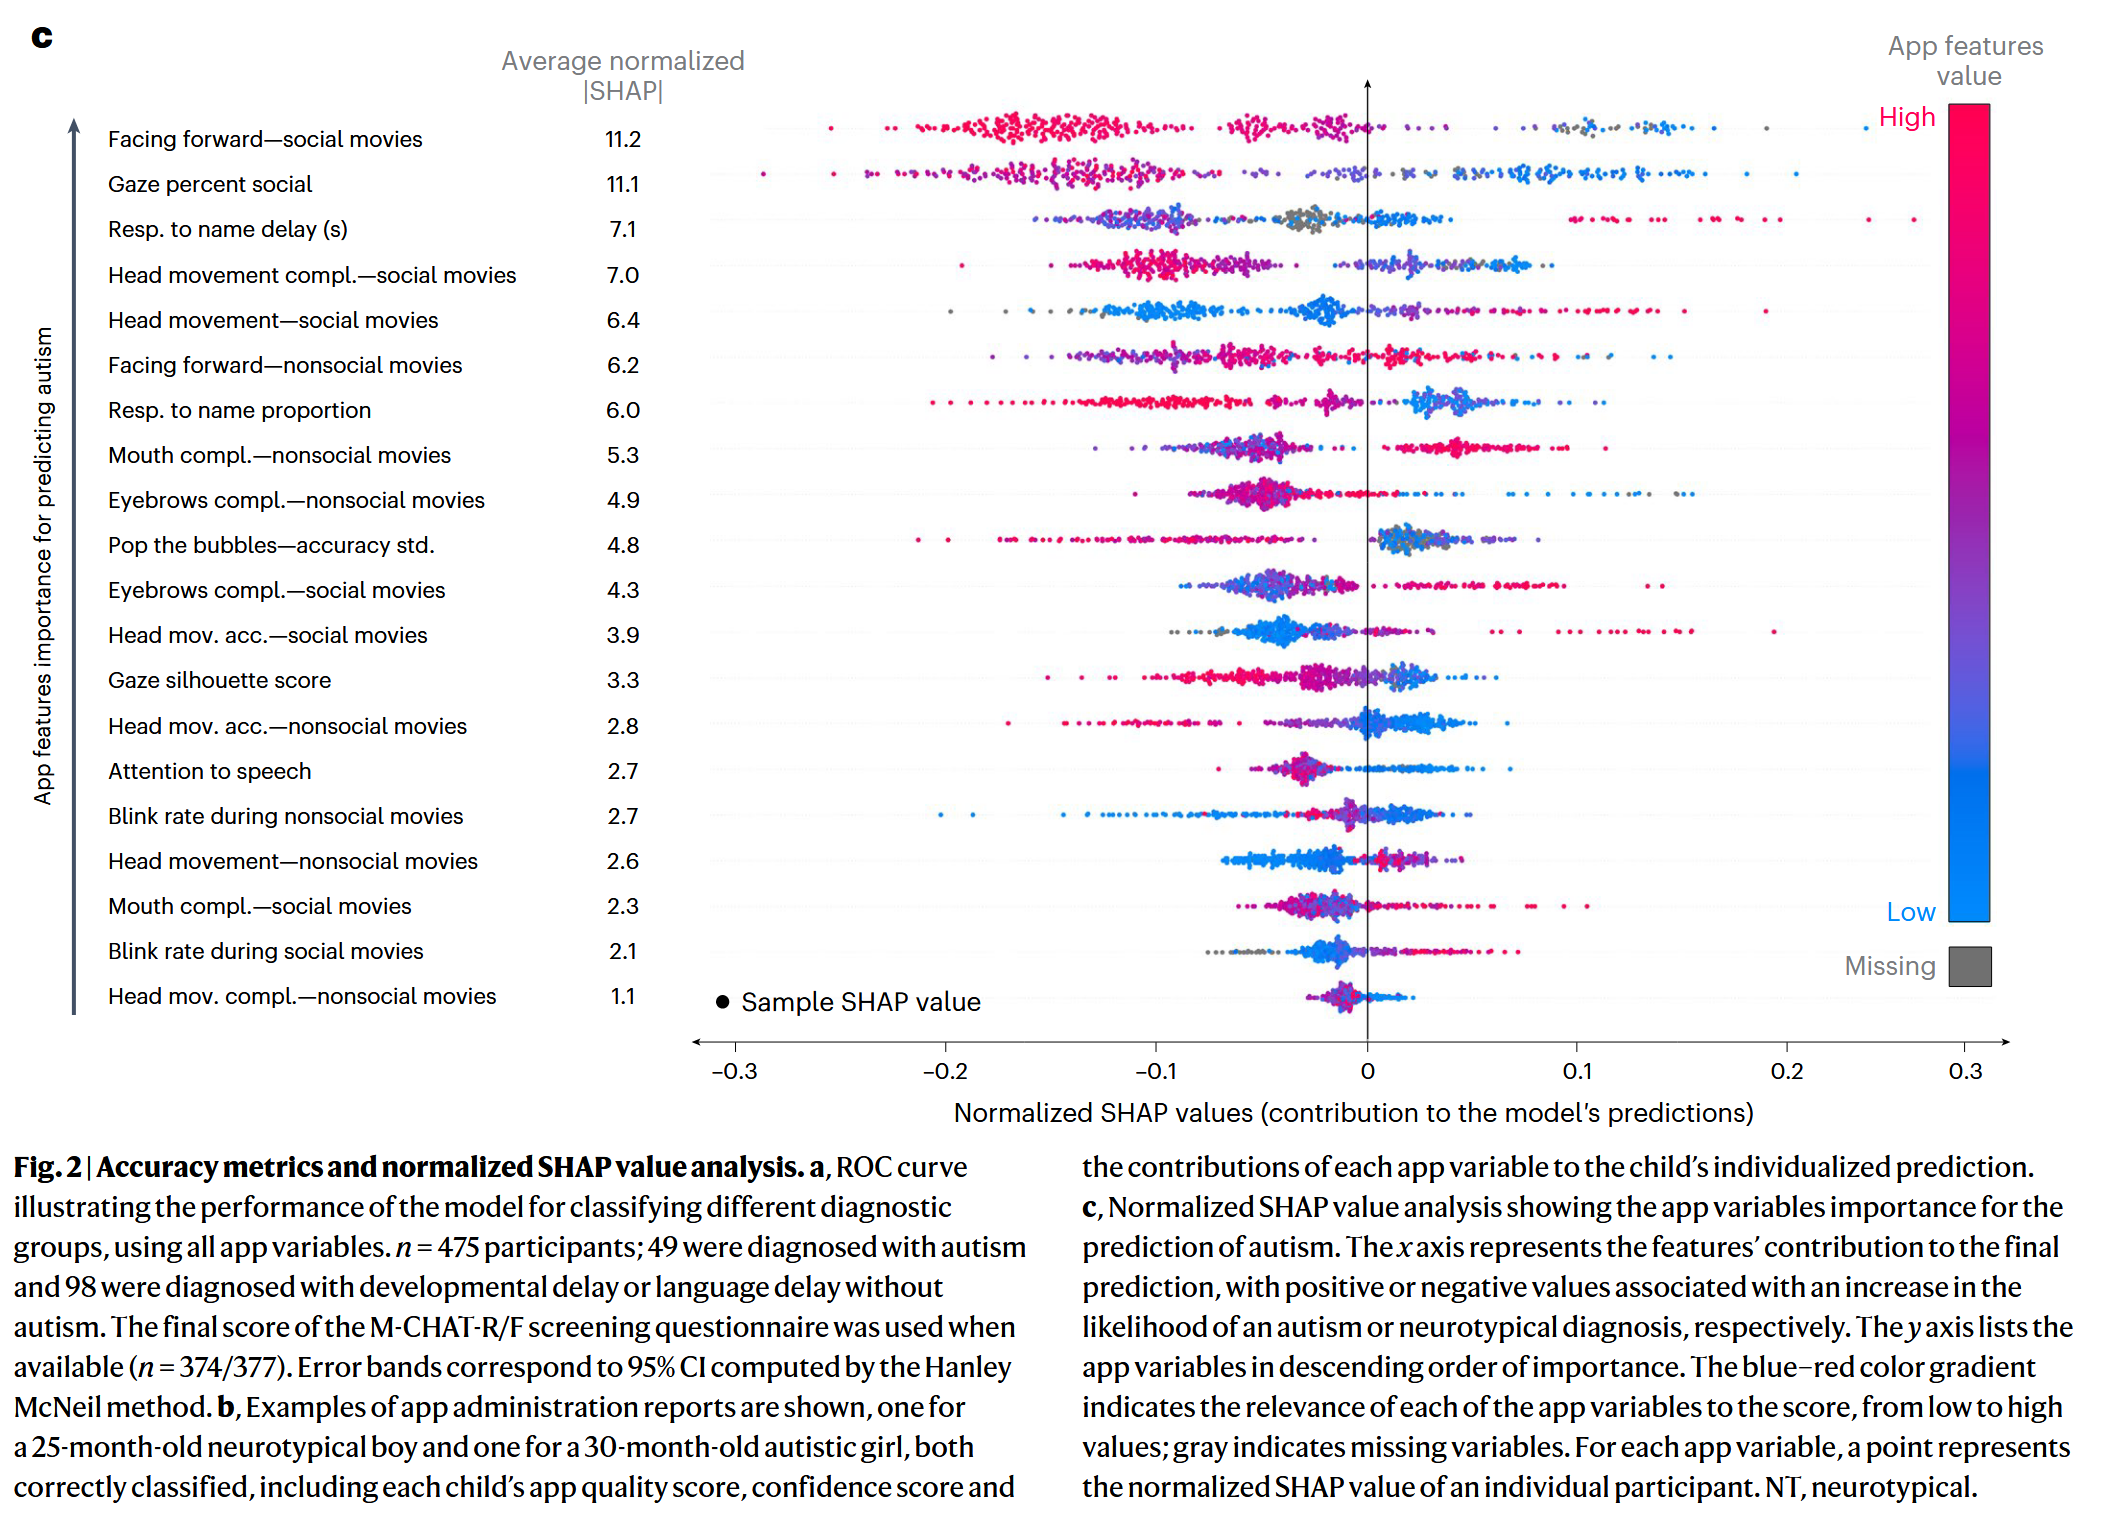 c
Average normalized
|SHAP|
App features
value
App features importance for predicting autism
Facing forward—social movies 11.2
Gaze percent social 11.1
Resp. to name delay (s) 7.1
Head movement compl.—social movies 7.0
Head movement—social movies 6.4
Facing forward—nonsocial movies 6.2
Resp. to name proportion 6.0
Mouth compl.—nonsocial movies 5.3
Eyebrows compl.—nonsocial movies 4.9
Pop the bubbles—accuracy std. 4.8
Eyebrows compl.—social movies 4.3
Head mov. acc.—social movies 3.9
Gaze silhouette score 3.3
Head mov. acc.—nonsocial movies 2.8
Attention to speech 2.7
Blink rate during nonsocial movies 2.7
Head movement—nonsocial movies 2.6
Mouth compl.—social movies 2.3
Blink rate during social movies 2.1
Head mov. compl.—nonsocial movies 1.1
Sample SHAP value
High
Low
Missing
–0.3 –0.2 –0.1 0 0.1 0.2 0.3
Normalized SHAP values (contribution to the model's predictions)
Fig. 2 | Accuracy metrics and normalized SHAP value analysis. a, ROC curve
illustrating the performance of the model for classifying different diagnostic
groups, using all app variables. n = 475 participants; 49 were diagnosed with autism
and 98 were diagnosed with developmental delay or language delay without
autism. The final score of the M-CHAT-R/F screening questionnaire was used when
available (n = 374/377). Error bands correspond to 95% CI computed by the Hanley
McNeil method. b, Examples of app administration reports are shown, one for
a 25-month-old neurotypical boy and one for a 30-month-old autistic girl, both
correctly classified, including each child's app quality score, confidence score and
the contributions of each app variable to the child's individualized prediction.
c, Normalized SHAP value analysis showing the app variables importance for the
prediction of autism. The x axis represents the features' contribution to the final
prediction, with positive or negative values associated with an increase in the
likelihood of an autism or neurotypical diagnosis, respectively. The y axis lists the
app variables in descending order of importance. The blue–red color gradient
indicates the relevance of each of the app variables to the score, from low to high
values; gray indicates missing variables. For each app variable, a point represents
the normalized SHAP value of an individual participant. NT, neurotypical.